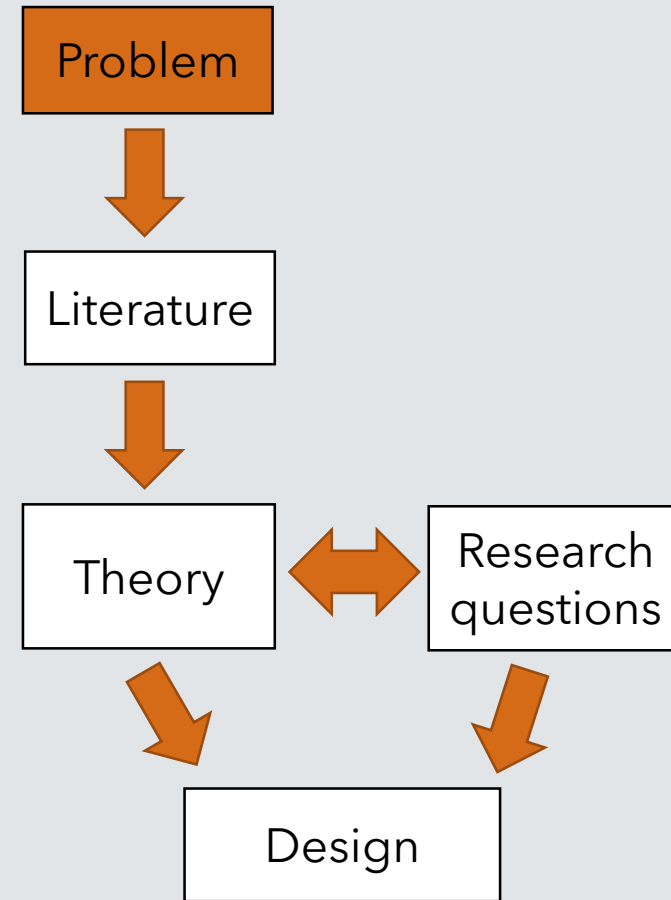 Problem
Literature
Theory
Research
questions
Design